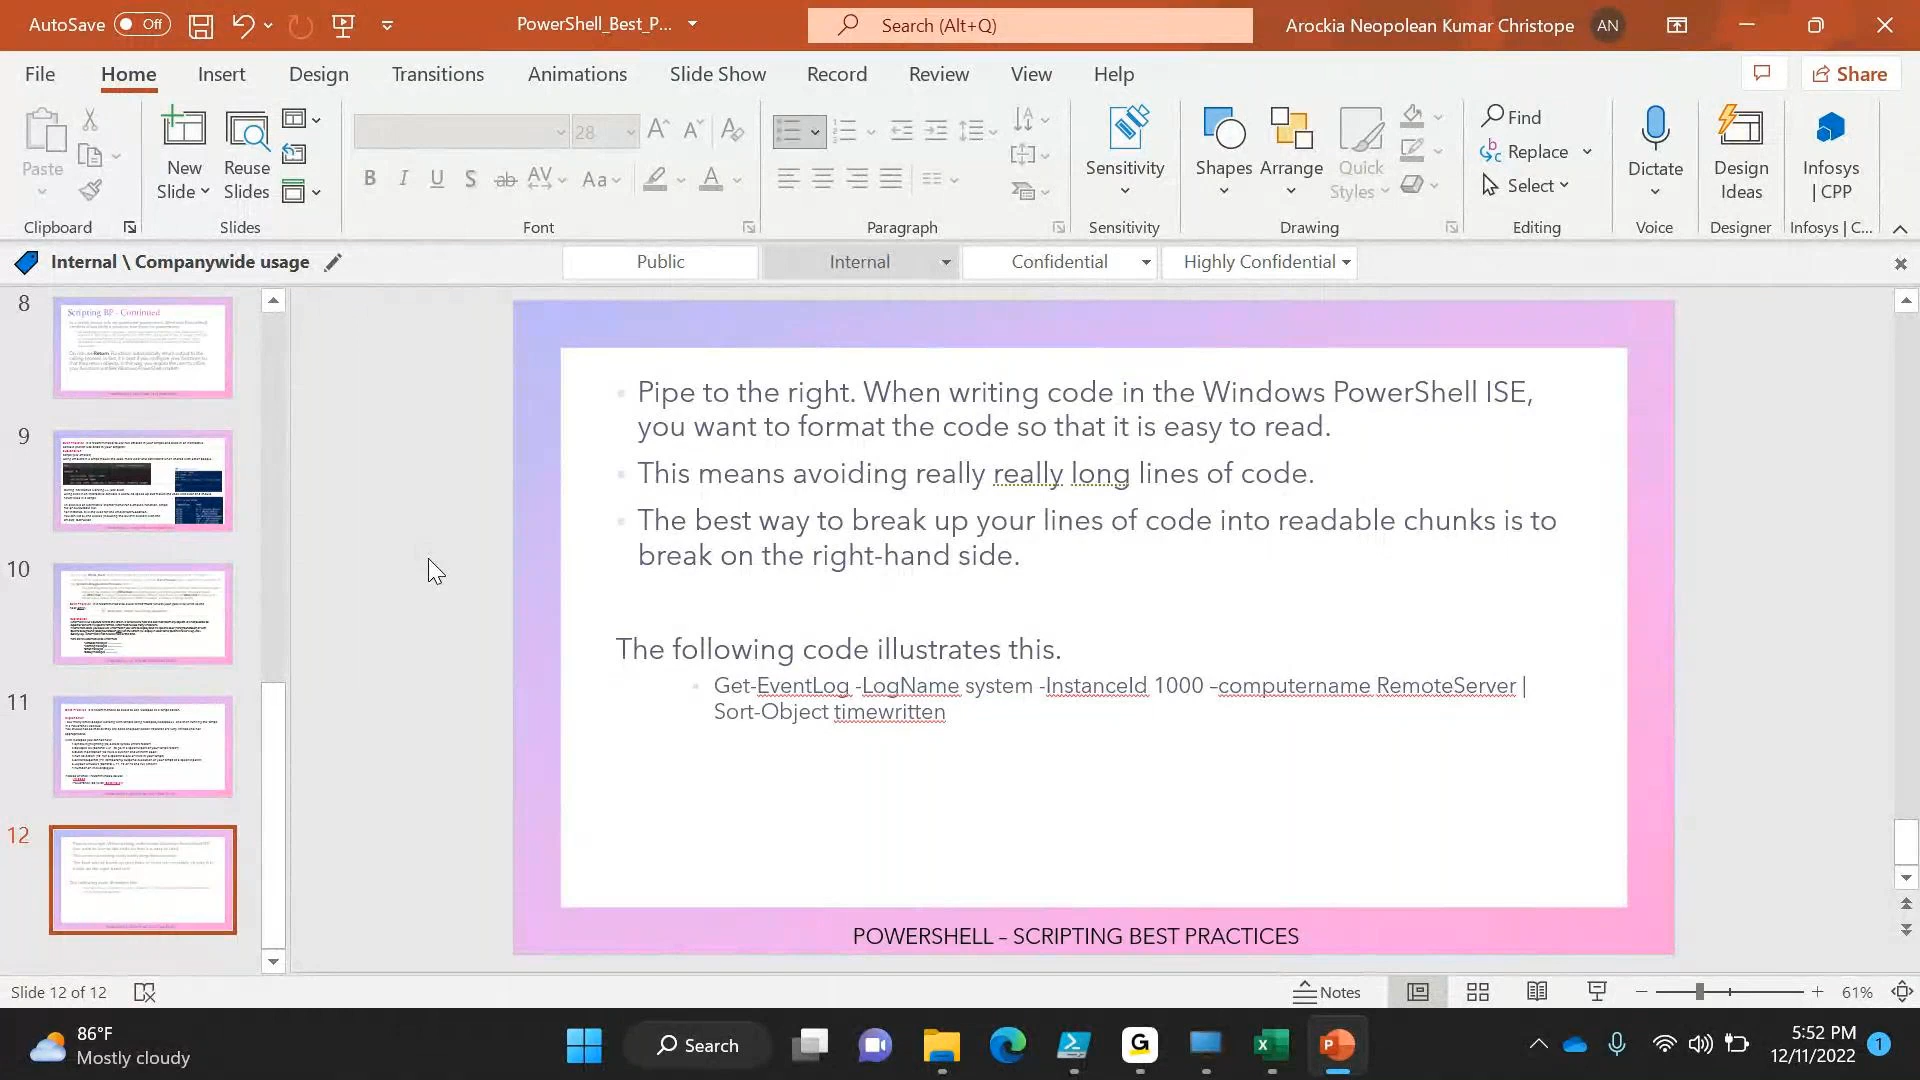 AutoSave Off
PowerShell_Best_P...
Search (Alt+Q)
Arockia Neopolean Kumar Christope AN
File Home Insert Design Transitions Animations Slide Show Record Review View Help
Share
Paste
New Slide
Reuse Slides
28
B I U S ab AV Aa
A
Sensitivity
Shapes Arrange Quick Styles
Find
Replace
Select
Dictate
Design Ideas
Infosys | CPP
Clipboard Slides Font Paragraph Sensitivity Drawing Editing Voice Designer Infosys | C...
Internal \ Companywide usage
Public Internal Confidential Highly Confidential
8
Scripting BP - Continued
9
10
11
12
Pipe to the right. When writing code in the Windows PowerShell ISE,
you want to format the code so that it is easy to read.
This means avoiding really really long lines of code.
The best way to break up your lines of code into readable chunks is to
break on the right-hand side.
The following code illustrates this.
Get-EventLog -LogName system -InstanceId 1000 –computername RemoteServer |
Sort-Object timewritten
POWERSHELL – SCRIPTING BEST PRACTICES
Slide 12 of 12
Notes
61%
86°F
Mostly cloudy
Search
5:52 PM
12/11/2022
1